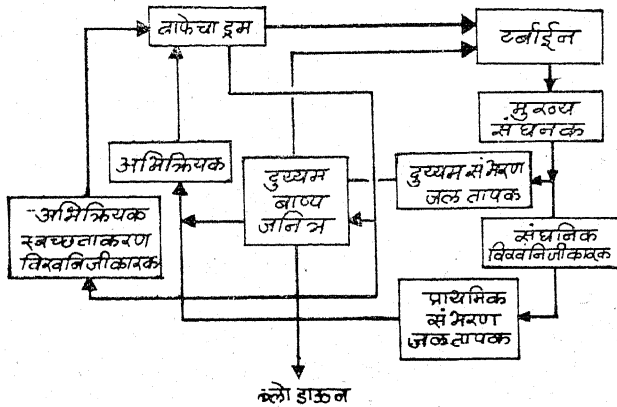 वाफेचा ड्रम
टर्बाईन
मुख्य
संघनक
अभिक्रियक
दुय्यम
बाष्प
जनित्र
दुय्यम संभरण
जल तापक
अभिक्रियक
स्वच्छताकरण
विखनिजीकारक
संघनिक
विखनिजीकारक
प्राथमिक
संभरण
जल तापक
ब्लो डाऊन